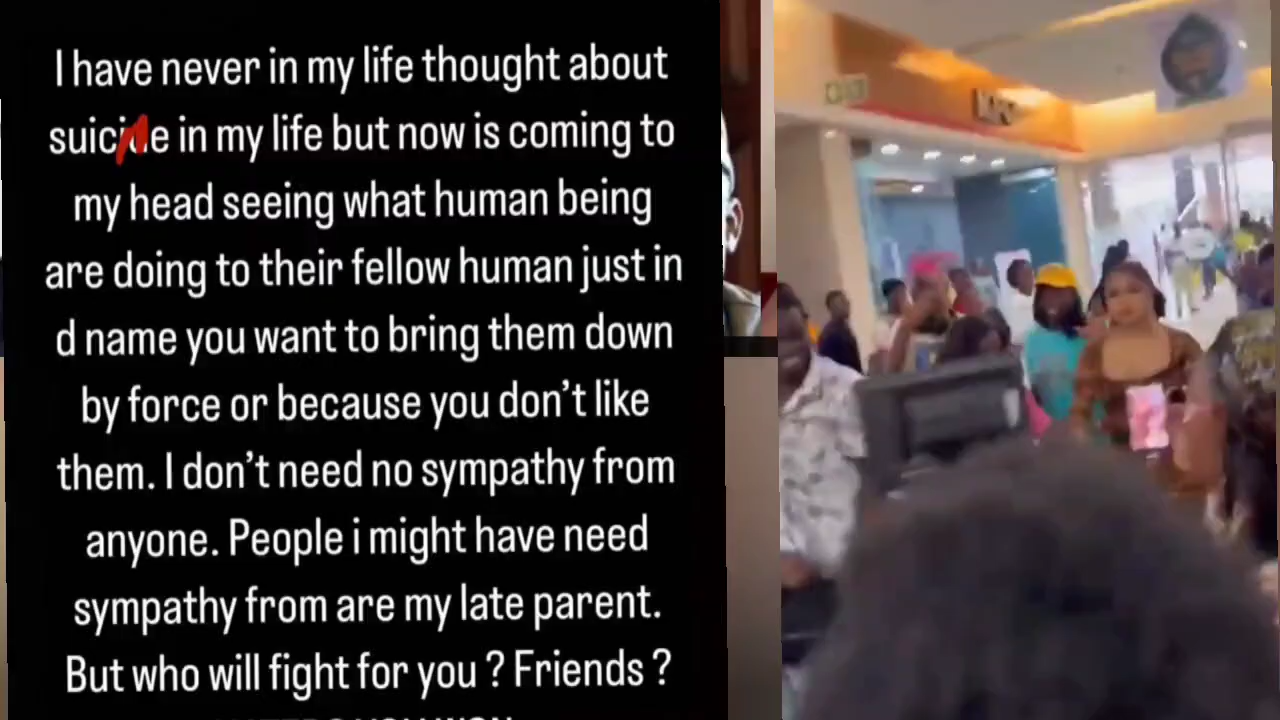 I have never in my life thought about
suicide in my life but now is coming to
my head seeing what human being
are doing to their fellow human just in
d name you want to bring them down
by force or because you don't like
them. I don't need no sympathy from
anyone. People i might have need
sympathy from are my late parent.
But who will fight for you ? Friends ?